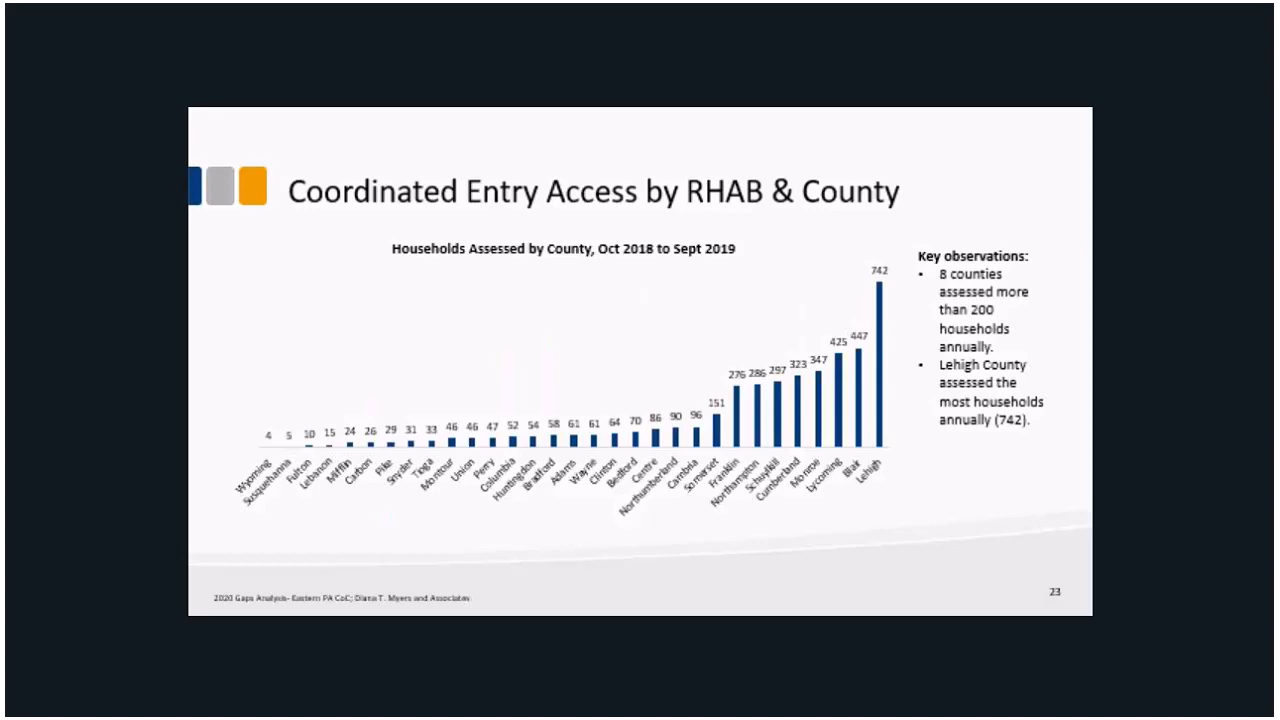 Coordinated Entry Access by RHAB & County
Households Assessed by County, Oct 2018 to Sept 2019
4 5 10 15 24 26 29 31 33 46 46 47 52 54 58 61 61 64 70 86 90 96 151 276 286 297 323 347 425 447 742
Wyoming Susquehanna Fulton Lebanon Mifflin Carbon Pike Snyder Tioga Montour Union Perry Columbia Huntingdon Bradford Adams Wayne Clinton Bedford Centre Northumberland Cambria Somerset Franklin Northampton Schuylkill Cumberland Monroe Lycoming Blair Lehigh
Key observations:
• 8 counties
assessed more
than 200
households
annually.
• Lehigh County
assessed the
most households
annually (742).
2020 Gaps Analysis- Eastern PA CoC; Diana T. Myers and Associates
23